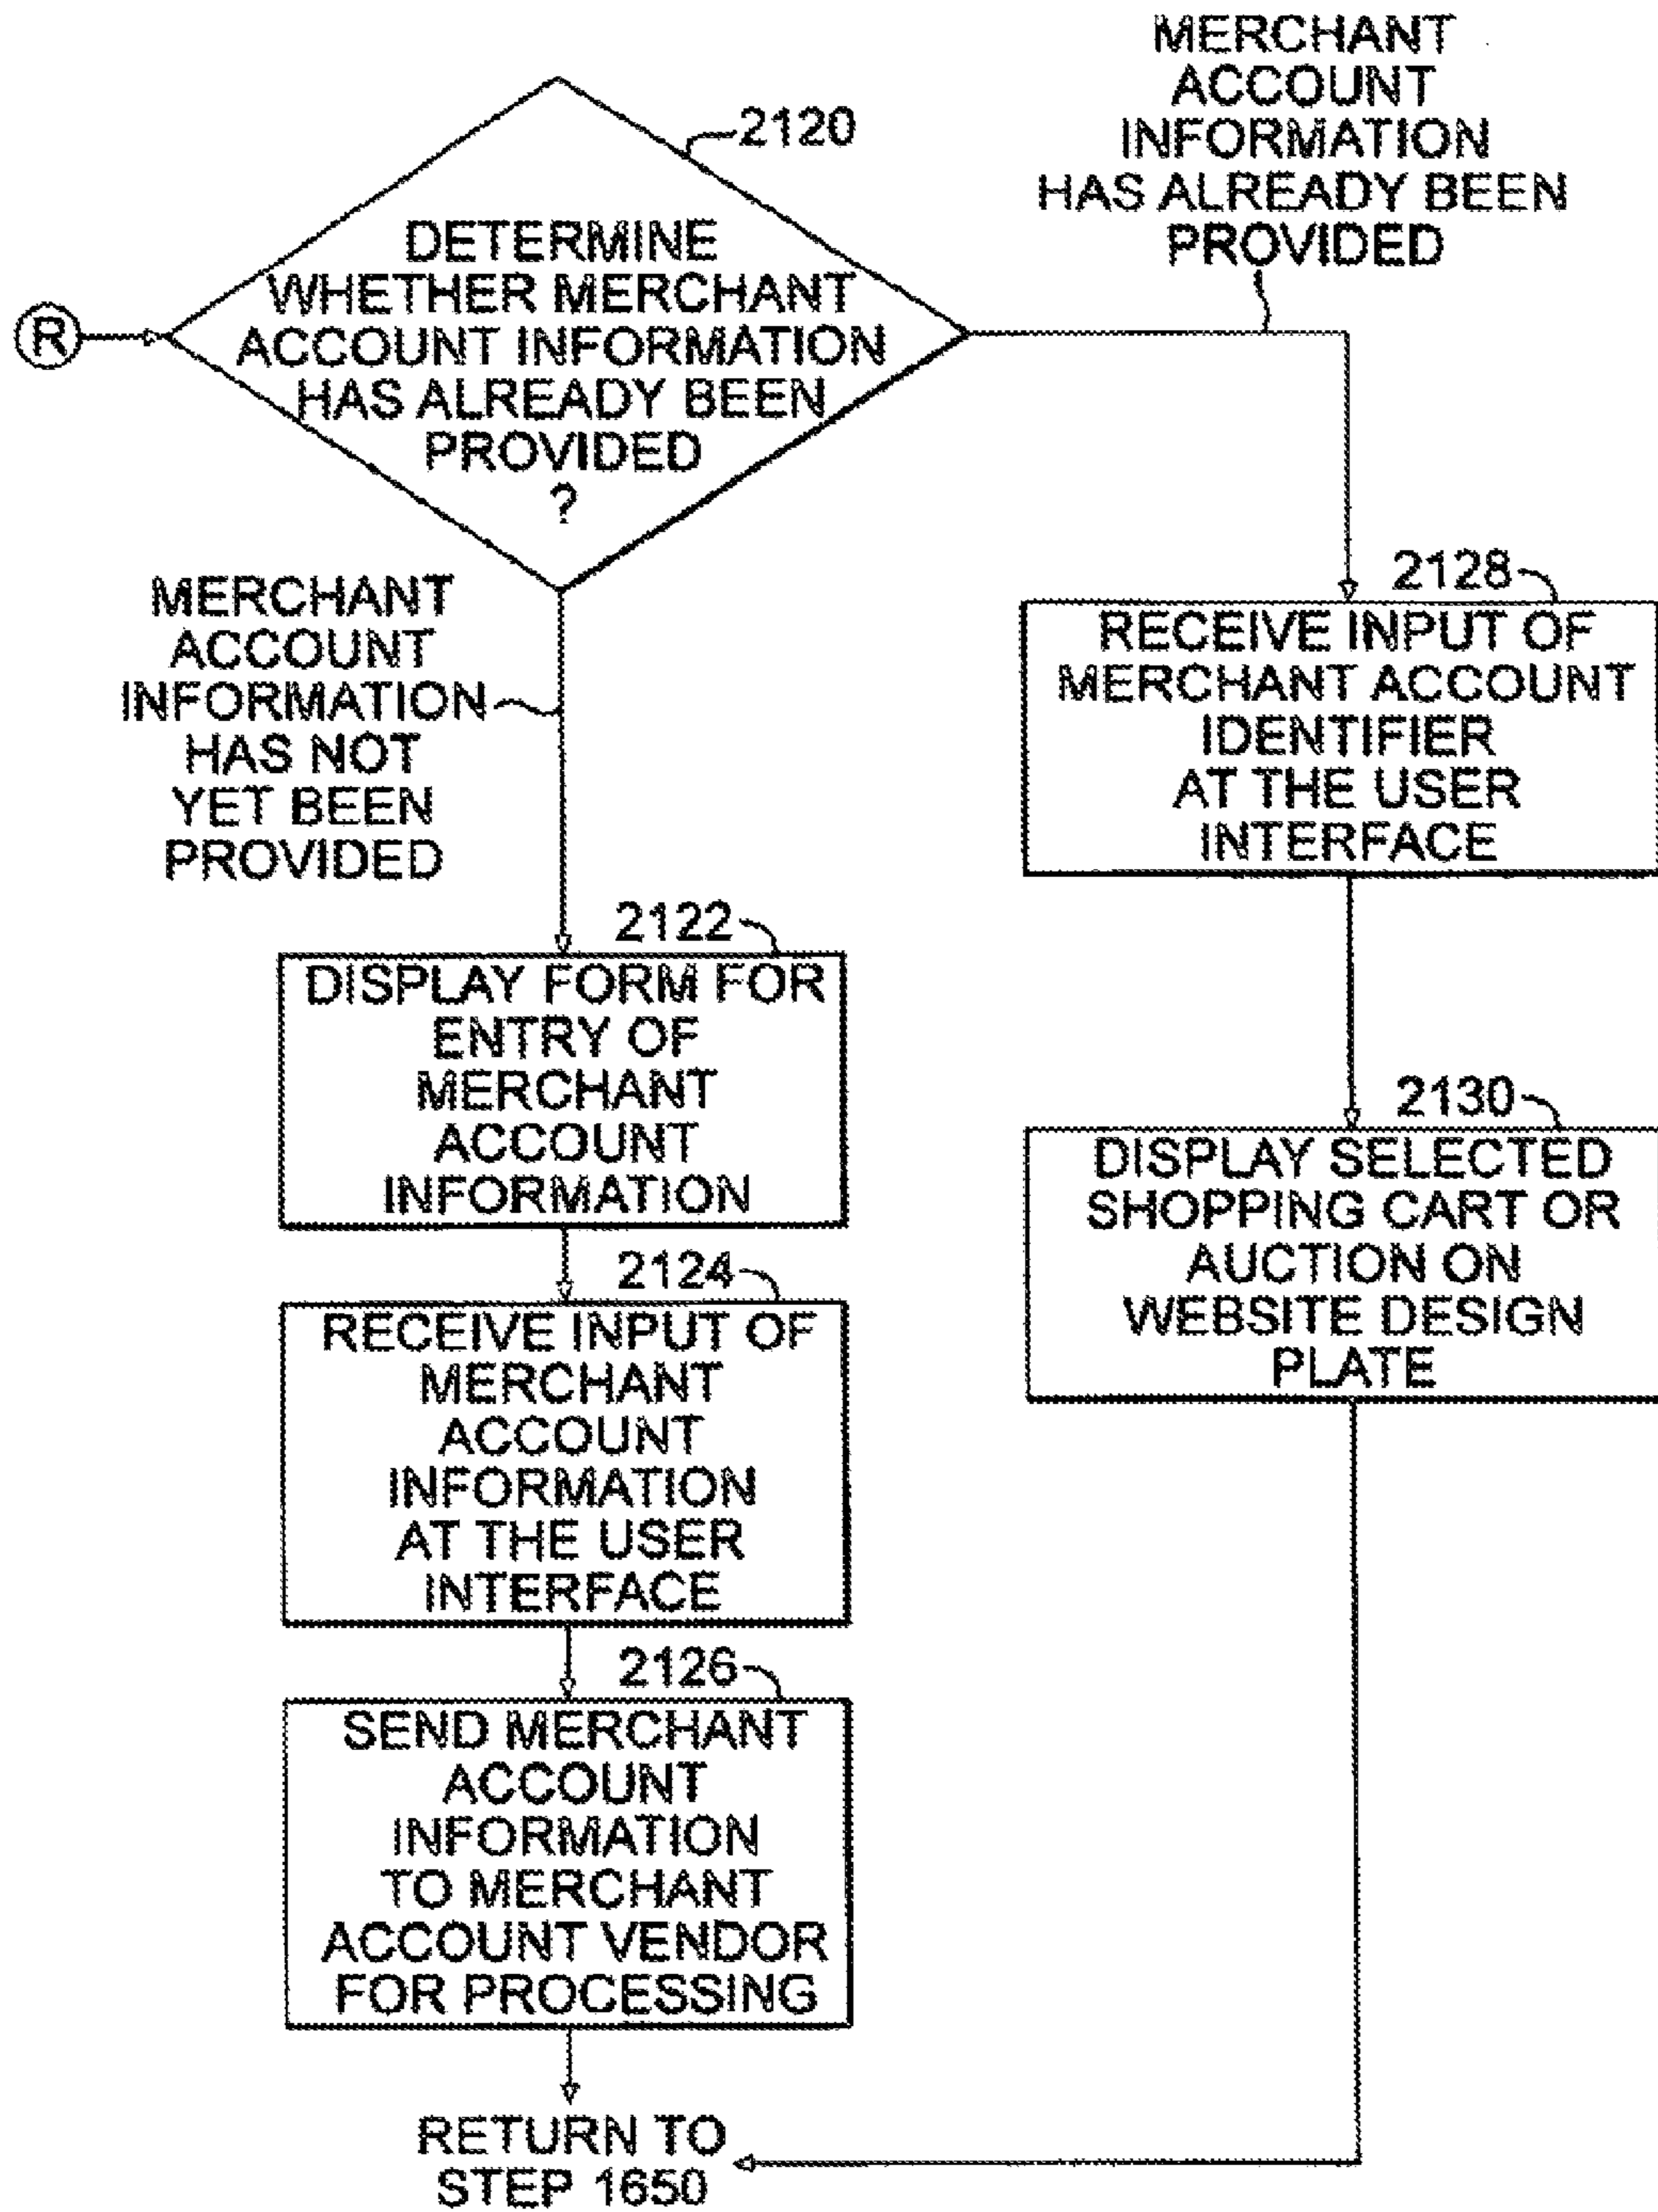 2120
DETERMINE
WHETHER MERCHANT
ACCOUNT INFORMATION
HAS ALREADY BEEN
PROVIDED
?
R
MERCHANT
ACCOUNT
INFORMATION
HAS ALREADY BEEN
PROVIDED
MERCHANT
ACCOUNT
INFORMATION
HAS NOT
YET BEEN
PROVIDED
2122
DISPLAY FORM FOR
ENTRY OF
MERCHANT
ACCOUNT
INFORMATION
2124
RECEIVE INPUT OF
MERCHANT
ACCOUNT
INFORMATION
AT THE USER
INTERFACE
2126
SEND MERCHANT
ACCOUNT
INFORMATION
TO MERCHANT
ACCOUNT VENDOR
FOR PROCESSING
2128
RECEIVE INPUT OF
MERCHANT ACCOUNT
IDENTIFIER
AT THE USER
INTERFACE
2130
DISPLAY SELECTED
SHOPPING CART OR
AUCTION ON
WEBSITE DESIGN
PLATE
RETURN TO
STEP 1650